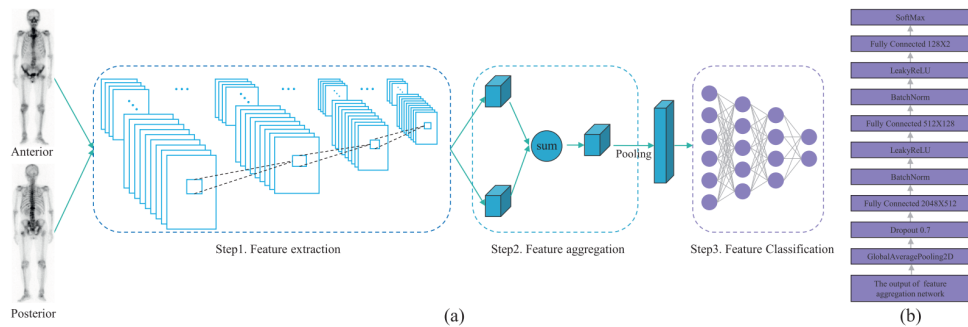 Anterior
Posterior
Step1. Feature extraction
sum
Pooling
Step2. Feature aggregation
Step3. Feature Classification
(a)
SoftMax
Fully Connected 128X2
LeakyReLU
BatchNorm
Fully Connected 512X128
LeakyReLU
BatchNorm
Fully Connected 2048X512
Dropout 0.7
GlobalAveragePooling2D
The output of feature
aggregation network
(b)